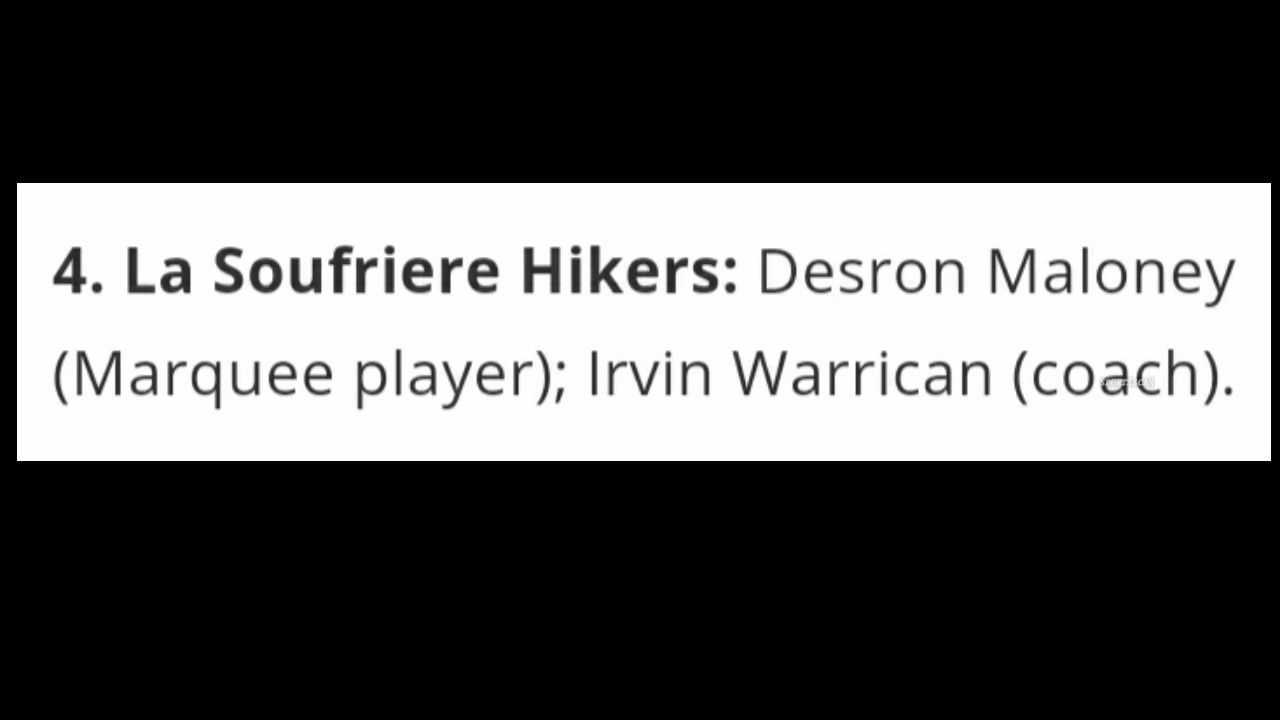 4. La Soufriere Hikers: Desron Maloney
(Marquee player); Irvin Warrican (coach).